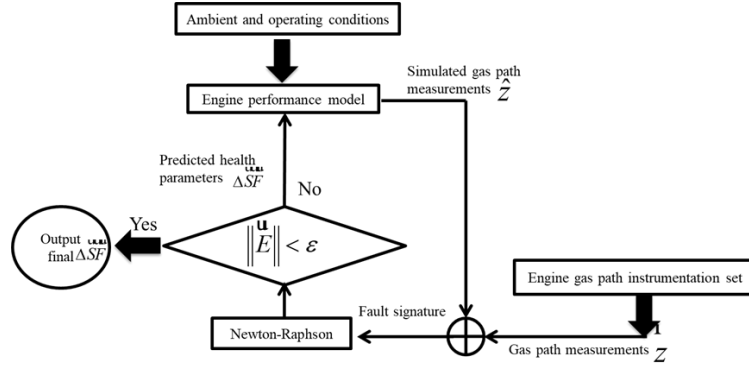 Ambient and operating conditions
Engine performance model
Simulated gas path
measurements ẑ
Predicted health
parameters ΔSF
No
Yes
Output
final ΔSF
‖E‖ < ε
Engine gas path instrumentation set
Fault signature
Newton-Raphson
Gas path measurements z